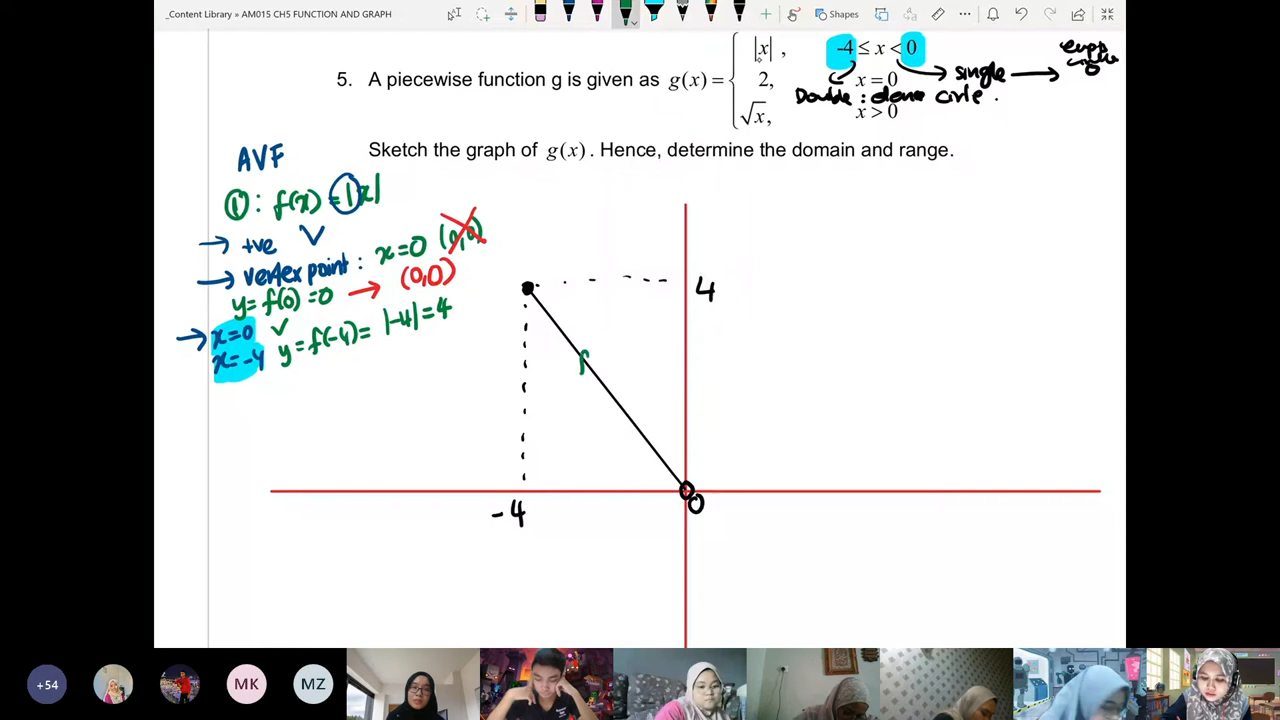 _Content Library » AM015 CH5 FUNCTION AND GRAPH
Shapes
5. A piecewise function g is given as g(x) = { |x|, -4 ≤ x < 0
2, x = 0
√x, x > 0
single
Double : circle .
Sketch the graph of g(x). Hence, determine the domain and range.
AVF
①: f(x) = |x|
→ +ve V
→ vertex point : x=0 (0,0)
y=f(0)=0 → (0,0)
→ x=0 ✓
x=-4 y=f(-4)= |-4|=4
4
f
-4
0
+54
MK
MZ